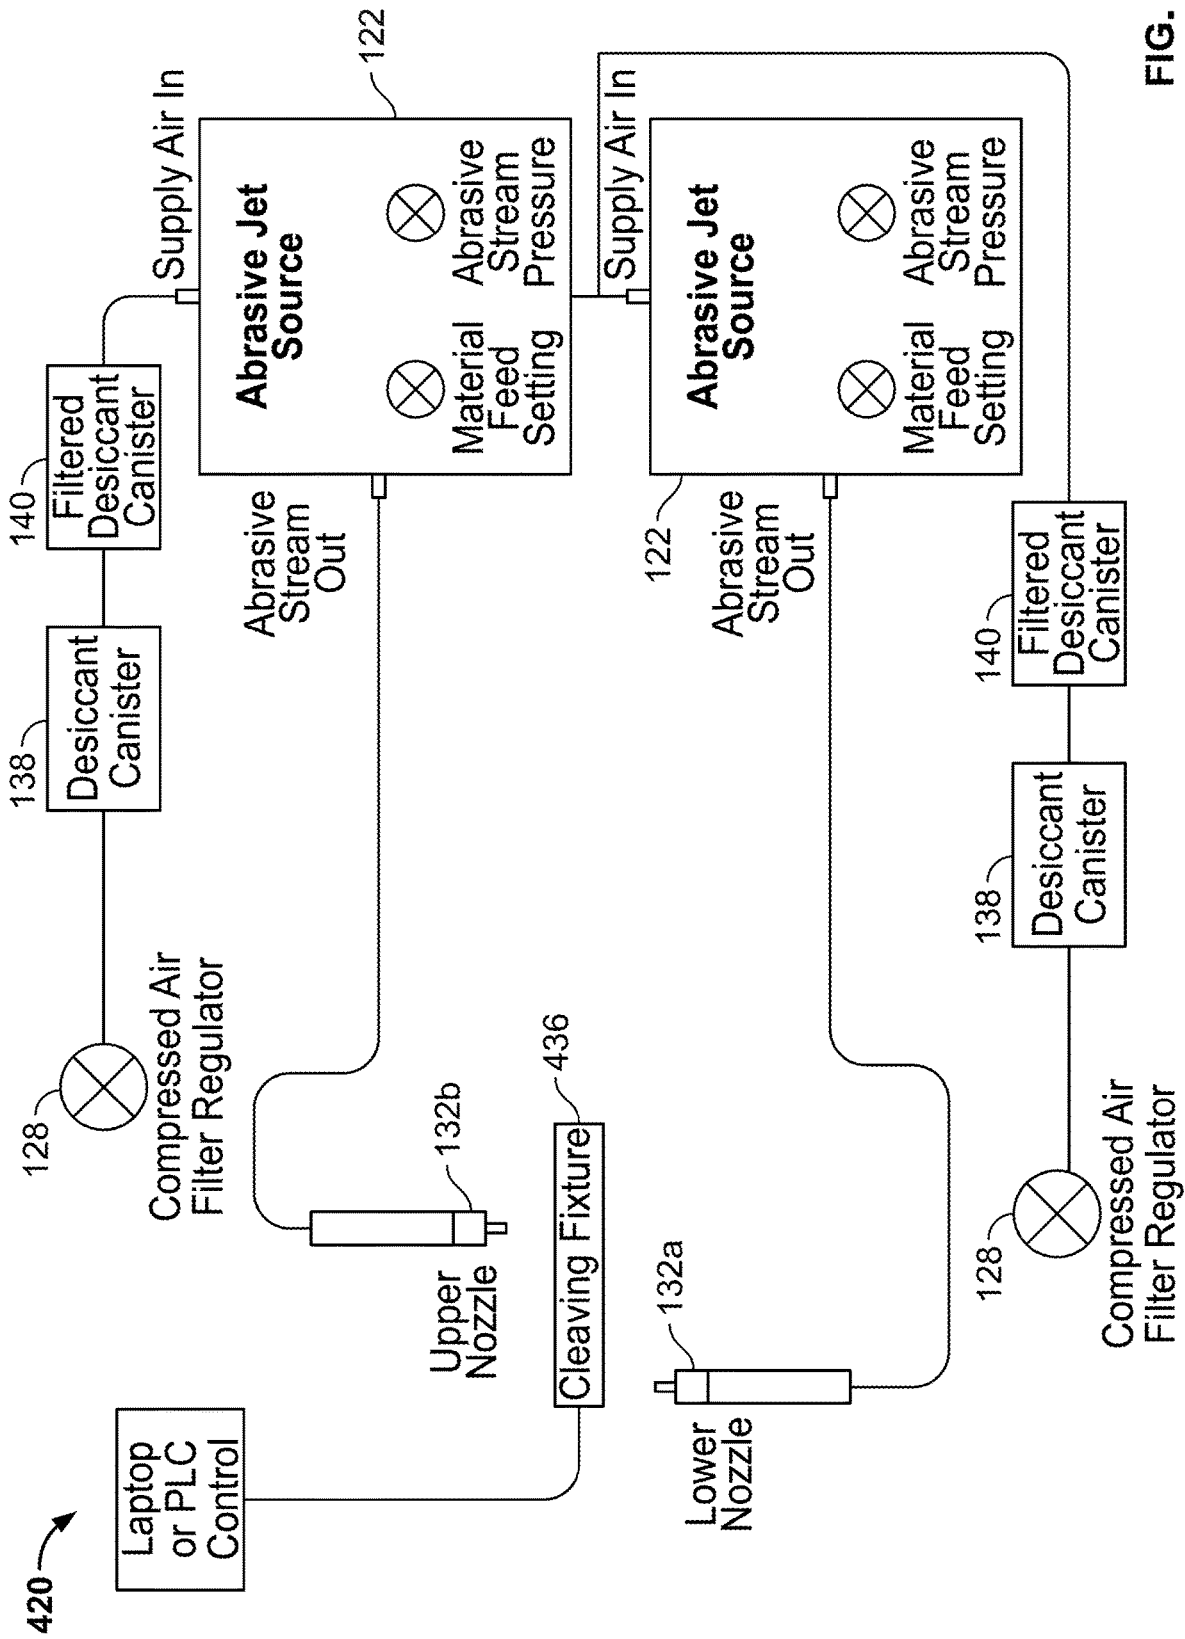 420
Laptop
or PLC
Control
128
Compressed Air
Filter Regulator
138
Desiccant
Canister
140
Filtered
Desiccant
Canister
Supply Air In
122
Abrasive Jet
Source
Material
Feed
Setting
Abrasive
Stream
Pressure
Abrasive
Stream
Out
Upper
Nozzle
132b
Cleaving Fixture
436
Lower
Nozzle
132a
Supply Air In
122
Abrasive Jet
Source
Material
Feed
Setting
Abrasive
Stream
Pressure
Abrasive
Stream
Out
128
Compressed Air
Filter Regulator
138
Desiccant
Canister
140
Filtered
Desiccant
Canister
FIG.